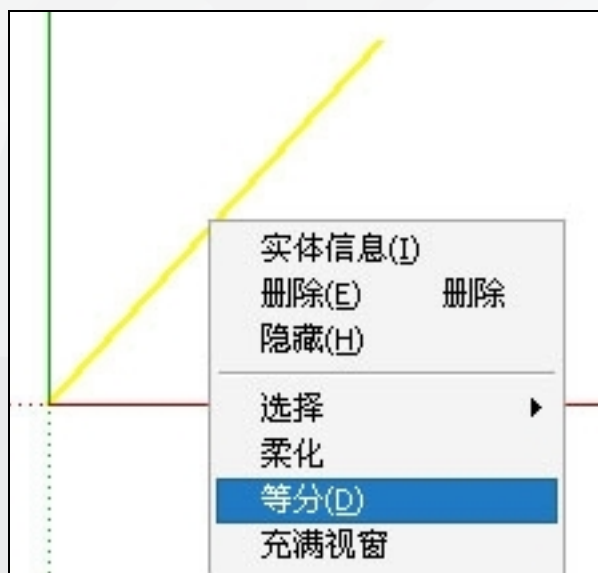 实体信息(I)
删除(E) 删除
隐藏(H)
选择
柔化
等分(D)
充满视窗